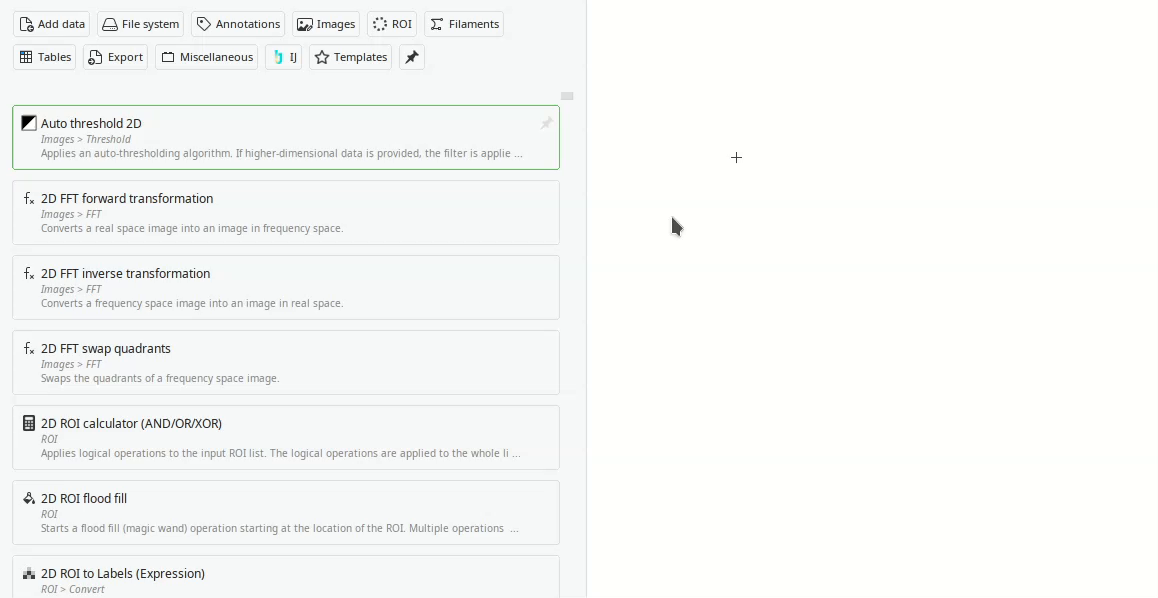 Add data File system Annotations Images ROI Filaments
Tables Export Miscellaneous IJ Templates
Auto threshold 2D
Images > Threshold
Applies an auto-thresholding algorithm. If higher-dimensional data is provided, the filter is applie ...
2D FFT forward transformation
Images > FFT
Converts a real space image into an image in frequency space.
2D FFT inverse transformation
Images > FFT
Converts a frequency space image into an image in real space.
2D FFT swap quadrants
Images > FFT
Swaps the quadrants of a frequency space image.
2D ROI calculator (AND/OR/XOR)
ROI
Applies logical operations to the input ROI list. The logical operations are applied to the whole li ...
2D ROI flood fill
ROI
Starts a flood fill (magic wand) operation starting at the location of the ROI. Multiple operations ...
2D ROI to Labels (Expression)
ROI > Convert